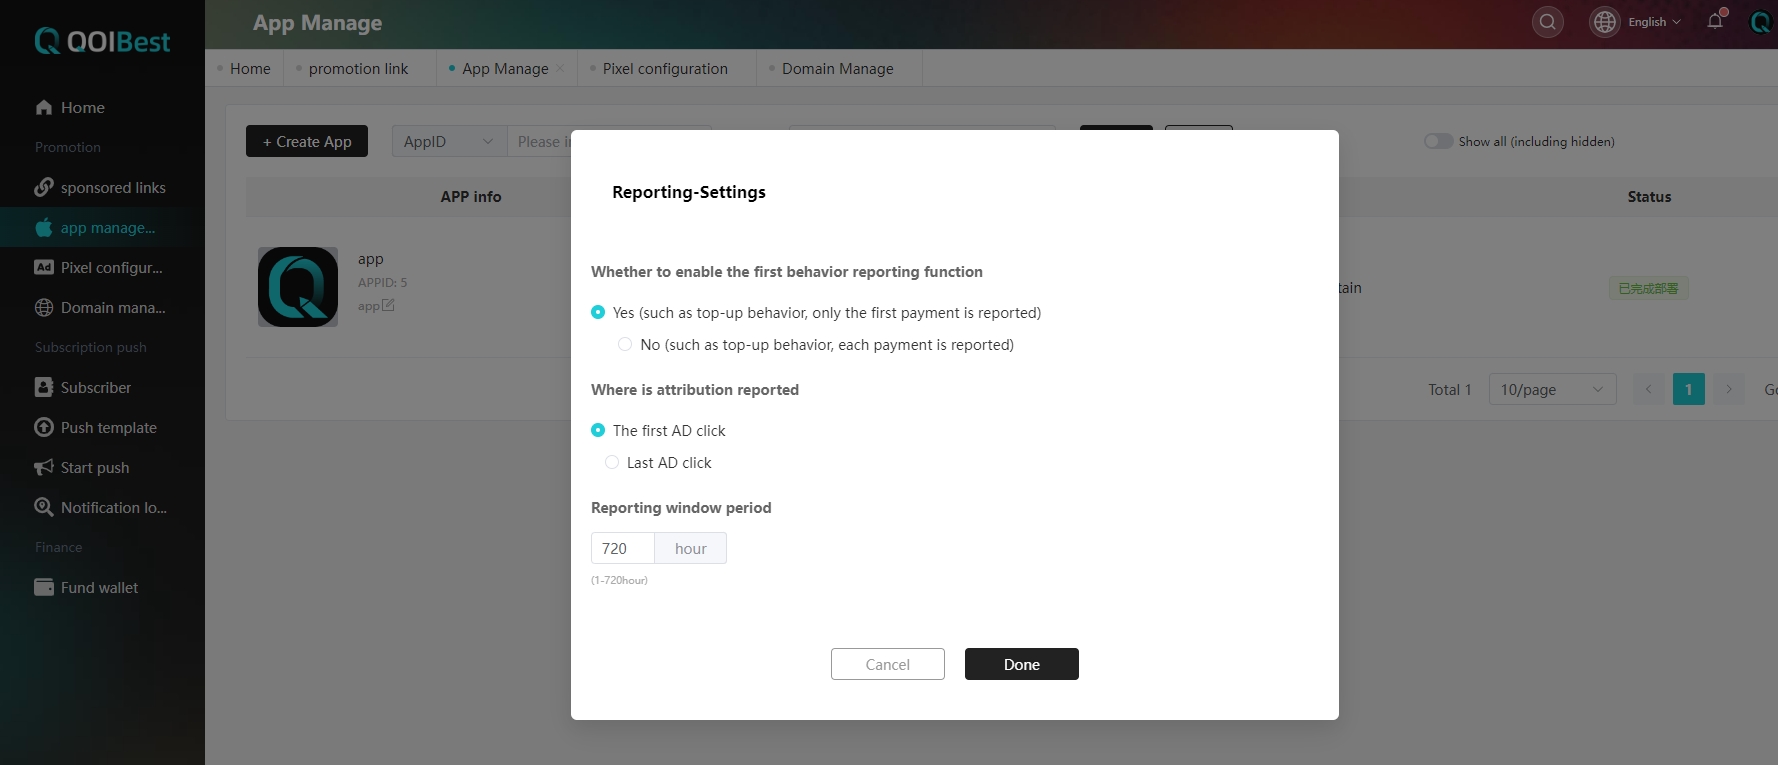 QOIBest
App Manage
English
Home
promotion link
App Manage
Pixel configuration
Domain Manage
Home
Promotion
sponsored links
app manage...
Pixel configur...
Domain mana...
Subscription push
Subscriber
Push template
Start push
Notification lo...
Finance
Fund wallet
+ Create App
AppID
Please i
Show all (including hidden)
APP info
Status
app
APPID: 5
app
tain
已完成部署
Total 1
10/page
1
Go
Reporting-Settings
Whether to enable the first behavior reporting function
Yes (such as top-up behavior, only the first payment is reported)
No (such as top-up behavior, each payment is reported)
Where is attribution reported
The first AD click
Last AD click
Reporting window period
720 hour
(1-720hour)
Cancel
Done